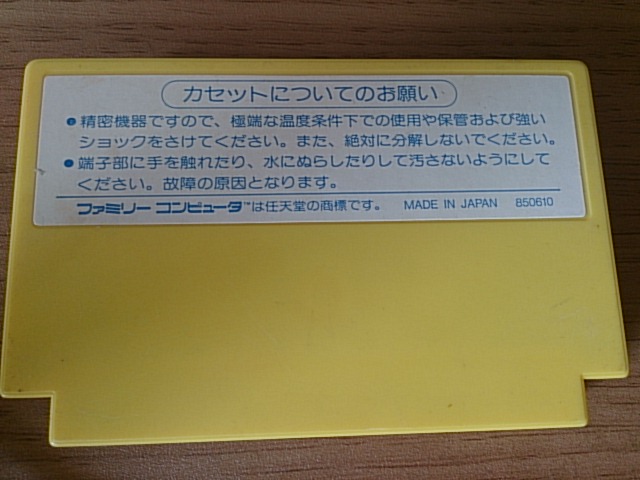 カセットについてのお願い
●精密機器ですので、極端な温度条件下での使用や保管および強い
ショックをさけてください。また、絶対に分解しないでください。
●端子部に手を触れたり、水にぬらしたりして汚さないようにして
ください。故障の原因となります。
ファミリー コンピュータ™は任天堂の商標です。 MADE IN JAPAN 850610